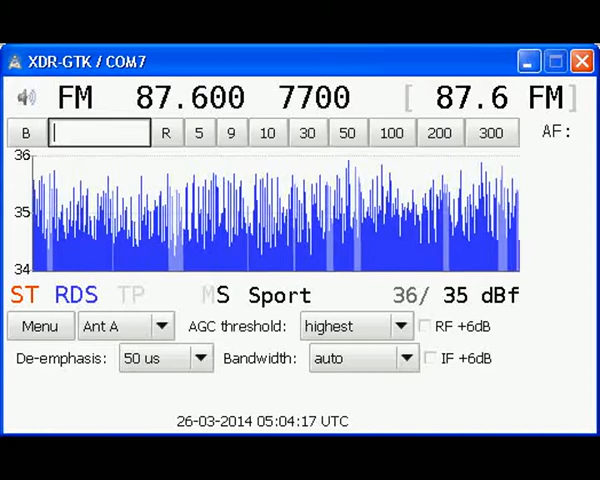 XDR-GTK / COM7
FM 87.600 7700 [ 87.6 FM]
B R 5 9 10 30 50 100 200 300 AF:
36
35
34
ST RDS TP MS Sport 36/ 35 dBf
Menu Ant A AGC threshold: highest RF +6dB
De-emphasis: 50 us Bandwidth: auto IF +6dB
26-03-2014 05:04:17 UTC